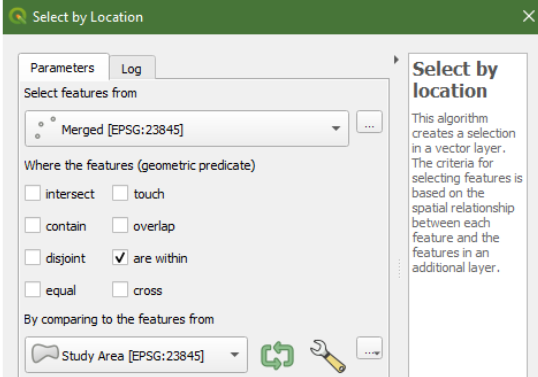 Select by Location
Parameters
Log
Select features from
Merged [EPSG:23845]
...
Where the features (geometric predicate)
intersect
touch
contain
overlap
disjoint
are within
equal
cross
By comparing to the features from
Study Area [EPSG:23845]
...
Select by
location
This algorithm
creates a selection
in a vector layer.
The criteria for
selecting features is
based on the
spatial relationship
between each
feature and the
features in an
additional layer.